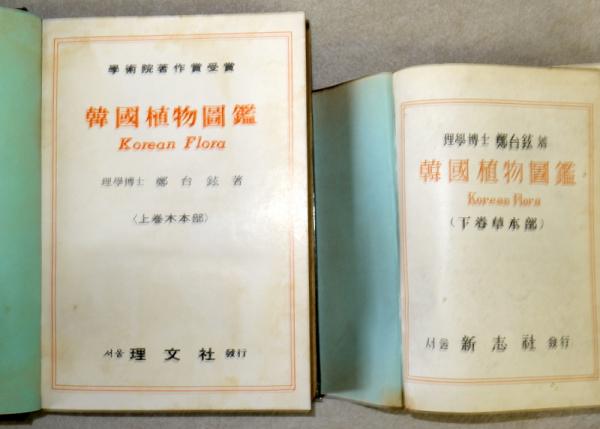 學術院著作賞受賞
韓國植物圖鑑
Korean Flora
理學博士 鄭台鉉 著
〈上卷木本部〉
서울 理文社 發行
理學博士 鄭台鉉 著
韓國植物圖鑑
Korean Flora
(下卷草本部)
서울 新志社 發行